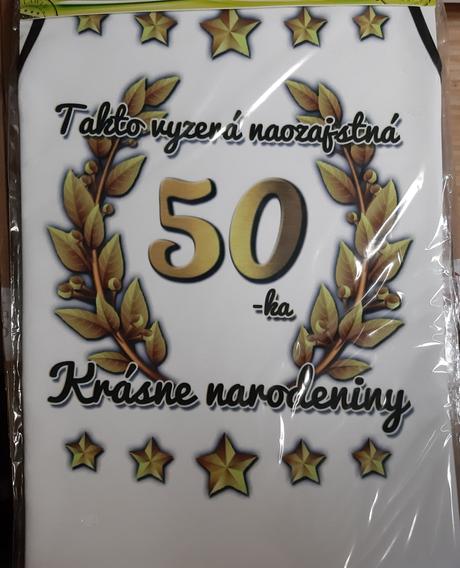 Takto vyzerá naozajstná
50
-ka
Krásne narodeniny